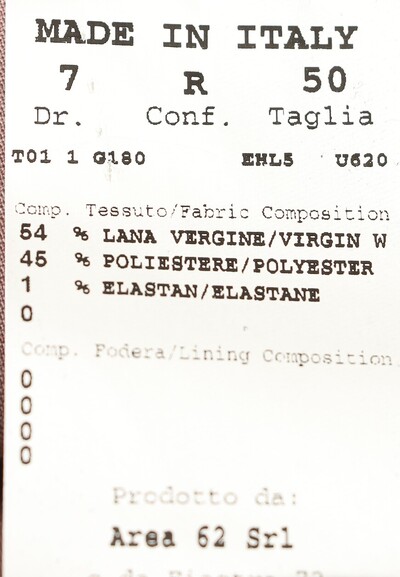 MADE IN ITALY
7 R 50
Dr. Conf. Taglia
T01 1 G180 EHL5 U620
Comp. Tessuto/Fabric Composition
54 % LANA VERGINE/VIRGIN W
45 % POLIESTERE/POLYESTER
1 % ELASTAN/ELASTANE
0
Comp. Fodera/Lining Composition
0
0
0
0
Prodotto da:
Area 62 Srl